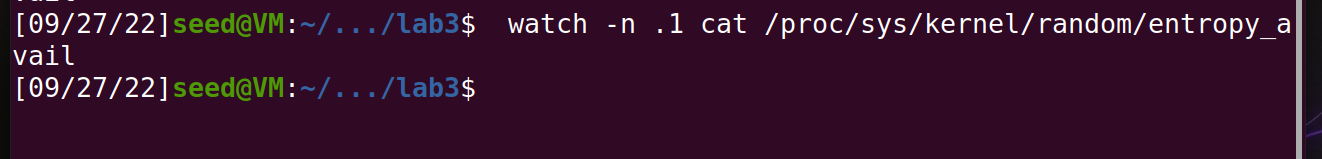 [09/27/22]seed@VM:~/.../lab3$  watch -n .1 cat /proc/sys/kernel/random/entropy_a
vail
[09/27/22]seed@VM:~/.../lab3$